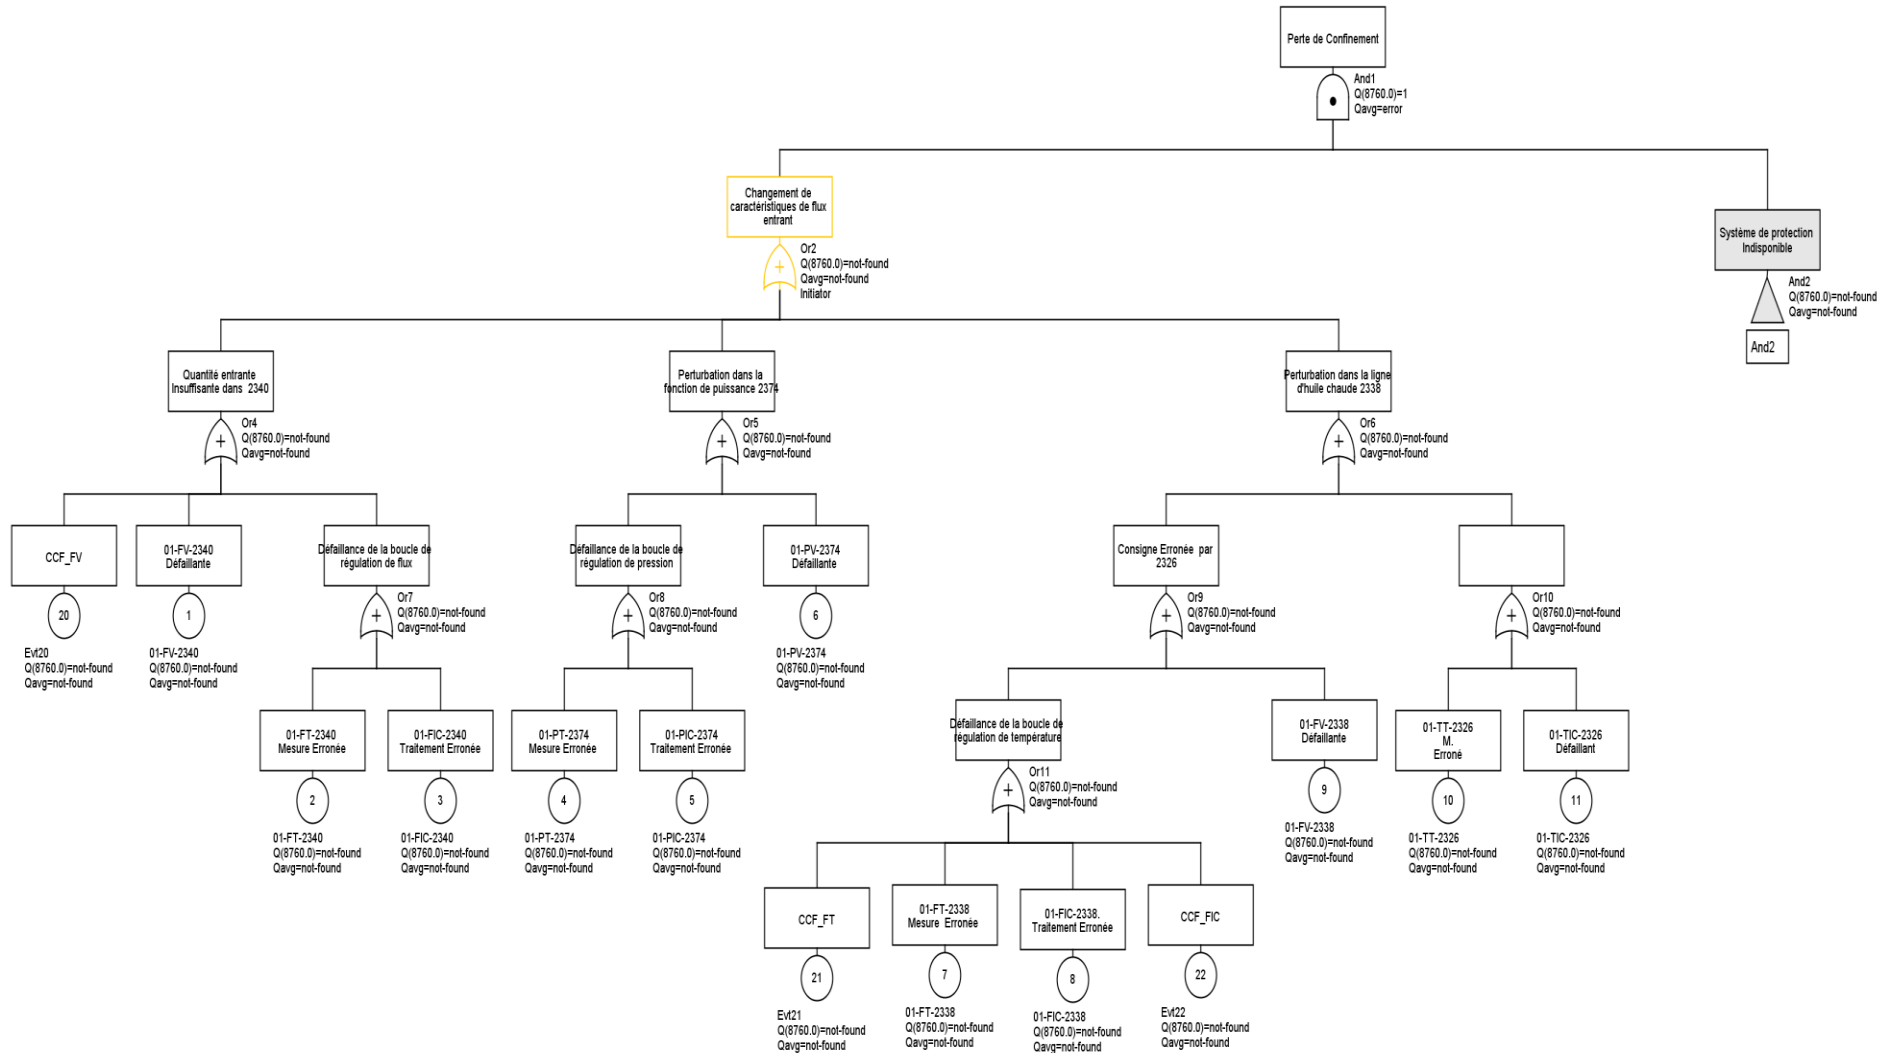 Perte de Confinement
And1
Q(8760.0)=1
Qavg=error
Changement de
caractéristiques de flux
entrant
Or2
Q(8760.0)=not-found
Qavg=not-found
Initiator
+
Système de protection
Indisponible
And2
Q(8760.0)=not-found
Qavg=not-found
And2
Quantité entrante
Insuffisante dans 2340
Or4
Q(8760.0)=not-found
Qavg=not-found
+
Perturbation dans la
fonction de puissance 2374
Or5
Q(8760.0)=not-found
Qavg=not-found
+
Perturbation dans la ligne
d'huile chaude 2338
Or6
Q(8760.0)=not-found
Qavg=not-found
+
CCF_FV
20
Evt20
Q(8760.0)=not-found
Qavg=not-found
01-FV-2340
Défaillante
1
01-FV-2340
Q(8760.0)=not-found
Qavg=not-found
Défaillance de la boucle de
régulation de flux
Or7
Q(8760.0)=not-found
Qavg=not-found
+
Défaillance de la boucle de
régulation de pression
Or8
Q(8760.0)=not-found
Qavg=not-found
+
01-PV-2374
Défaillante
6
01-PV-2374
Q(8760.0)=not-found
Qavg=not-found
Consigne Erronée par
2326
Or9
Q(8760.0)=not-found
Qavg=not-found
+
Or10
Q(8760.0)=not-found
Qavg=not-found
+
01-FT-2340
Mesure Erronée
2
01-FT-2340
Q(8760.0)=not-found
Qavg=not-found
01-FIC-2340
Traitement Erronée
3
01-FIC-2340
Q(8760.0)=not-found
Qavg=not-found
01-PT-2374
Mesure Erronée
4
01-PT-2374
Q(8760.0)=not-found
Qavg=not-found
01-PIC-2374
Traitement Erronée
5
01-PIC-2374
Q(8760.0)=not-found
Qavg=not-found
Défaillance de la boucle de
régulation de température
Or11
Q(8760.0)=not-found
Qavg=not-found
+
01-FV-2338
Défaillante
9
01-FV-2338
Q(8760.0)=not-found
Qavg=not-found
01-TT-2326
M.
Erroné
10
01-TT-2326
Q(8760.0)=not-found
Qavg=not-found
01-TIC-2326
Défaillant
11
01-TIC-2326
Q(8760.0)=not-found
Qavg=not-found
CCF_FT
21
Evt21
Q(8760.0)=not-found
Qavg=not-found
01-FT-2338
Mesure Erronée
7
01-FT-2338
Q(8760.0)=not-found
Qavg=not-found
01-FIC-2338.
Traitement Erronée
8
01-FIC-2338
Q(8760.0)=not-found
Qavg=not-found
CCF_FIC
22
Evt22
Q(8760.0)=not-found
Qavg=not-found